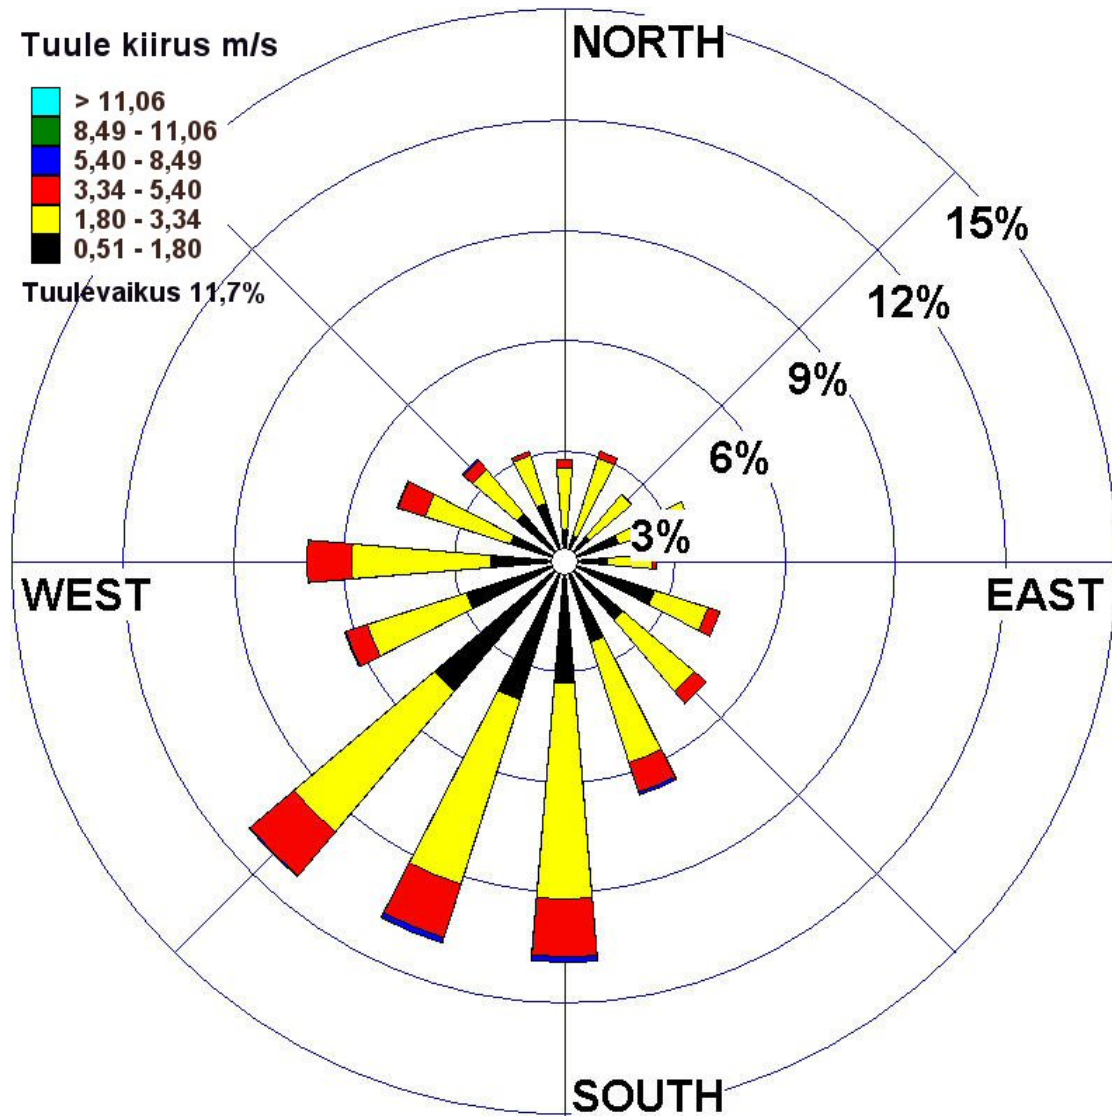 Tuule kiirus m/s
> 11,06
8,49 - 11,06
5,40 - 8,49
3,34 - 5,40
1,80 - 3,34
0,51 - 1,80
Tuulevaikus 11,7%
NORTH
15%
12%
9%
6%
3%
WEST
EAST
SOUTH